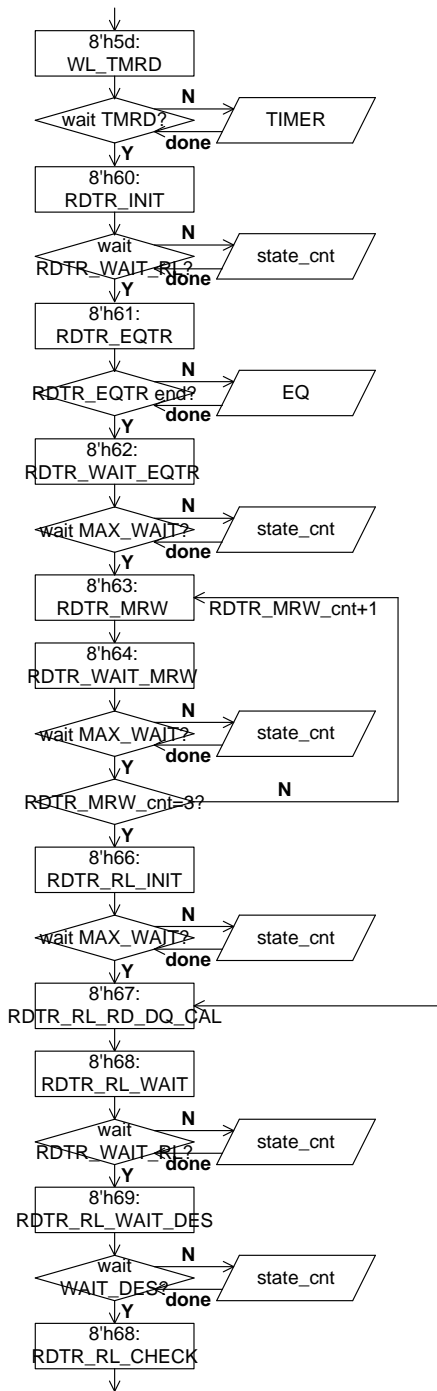 8'h5d:
WL_TMRD
N
wait TMRD?
TIMER
done
Y
8'h60:
RDTR_INIT
N
wait
RDTR_WAIT_RL?
state_cnt
done
Y
8'h61:
RDTR_EQTR
N
RDTR_EQTR end?
EQ
done
Y
8'h62:
RDTR_WAIT_EQTR
N
wait MAX_WAIT?
state_cnt
done
Y
8'h63:
RDTR_MRW
RDTR_MRW_cnt+1
8'h64:
RDTR_WAIT_MRW
N
wait MAX_WAIT?
state_cnt
done
Y
RDTR_MRW_cnt=3?
N
Y
8'h66:
RDTR_RL_INIT
N
wait MAX_WAIT?
state_cnt
done
Y
8'h67:
RDTR_RL_RD_DQ_CAL
8'h68:
RDTR_RL_WAIT
N
wait
RDTR_WAIT_RL?
state_cnt
done
Y
8'h69:
RDTR_RL_WAIT_DES
N
wait
WAIT_DES?
state_cnt
done
Y
8'h68:
RDTR_RL_CHECK